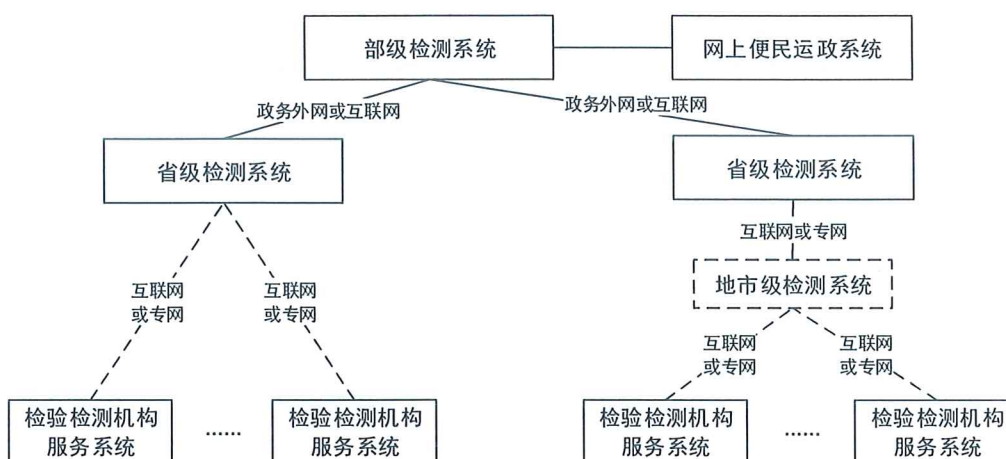 部级检测系统
网上便民运政系统
政务外网或互联网
政务外网或互联网
省级检测系统
省级检测系统
互联网或专网
地市级检测系统
互联网
或专网
互联网
或专网
互联网
或专网
互联网
或专网
检验检测机构
服务系统
……
检验检测机构
服务系统
检验检测机构
服务系统
……
检验检测机构
服务系统